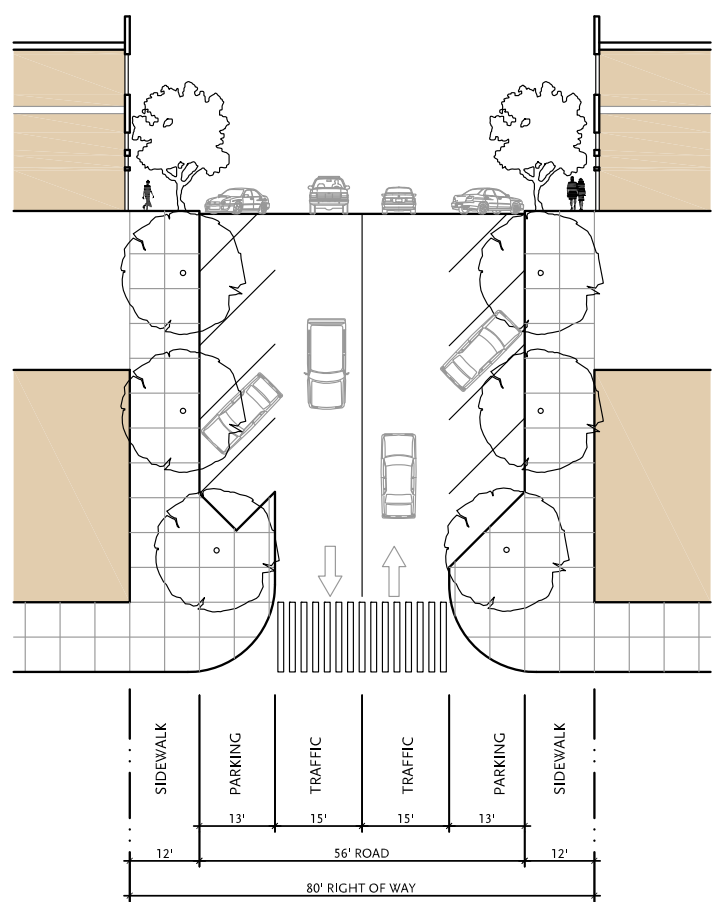 SIDEWALK
PARKING
TRAFFIC
TRAFFIC
PARKING
SIDEWALK
13' 15' 15' 13'
12' 56' ROAD 12'
80' RIGHT OF WAY